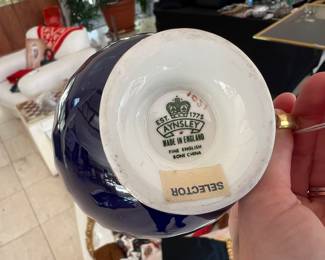 EST 1775
AYNSLEY
MADE IN ENGLAND
FINE ENGLISH
BONE CHINA
SELECTOR